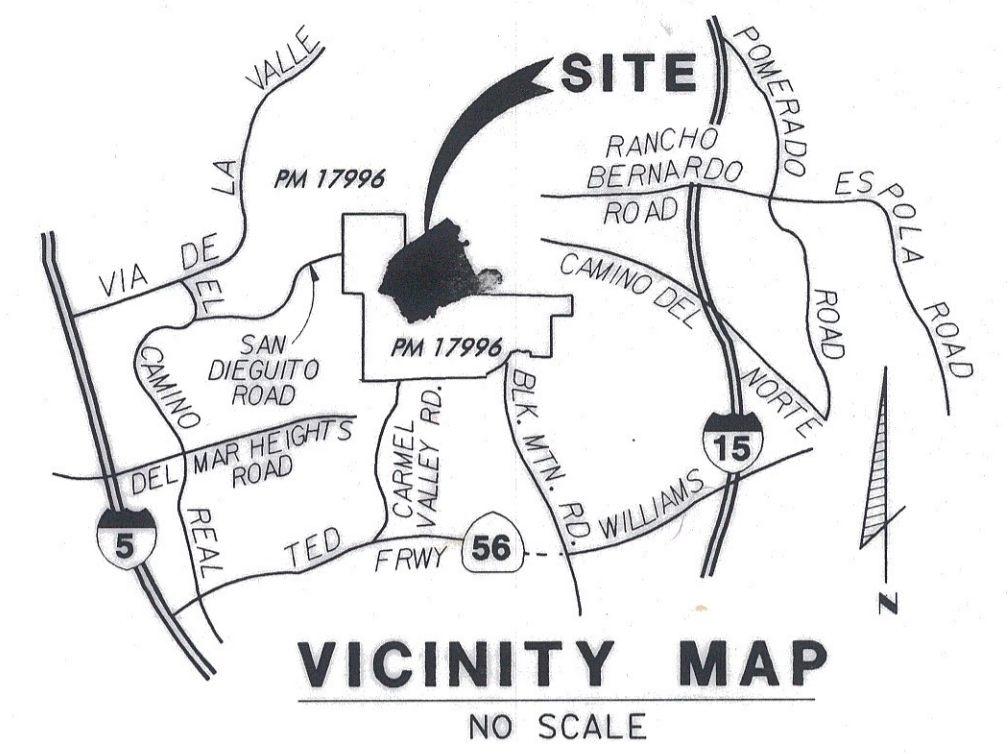 VIA DE LA VALLE
PM 17996
SITE
RANCHO
BERNARDO
ROAD
POMERADO
ROAD
ESPOLA ROAD
CAMINO DEL NORTE
EL
CAMINO
REAL
SAN
DIEGUITO
ROAD
PM 17996
DEL MAR HEIGHTS
ROAD
CARMEL
VALLEY RD.
BLK. MTN. RD.
15
5
TED WILLIAMS
FRWY
56
N
VICINITY MAP
NO SCALE